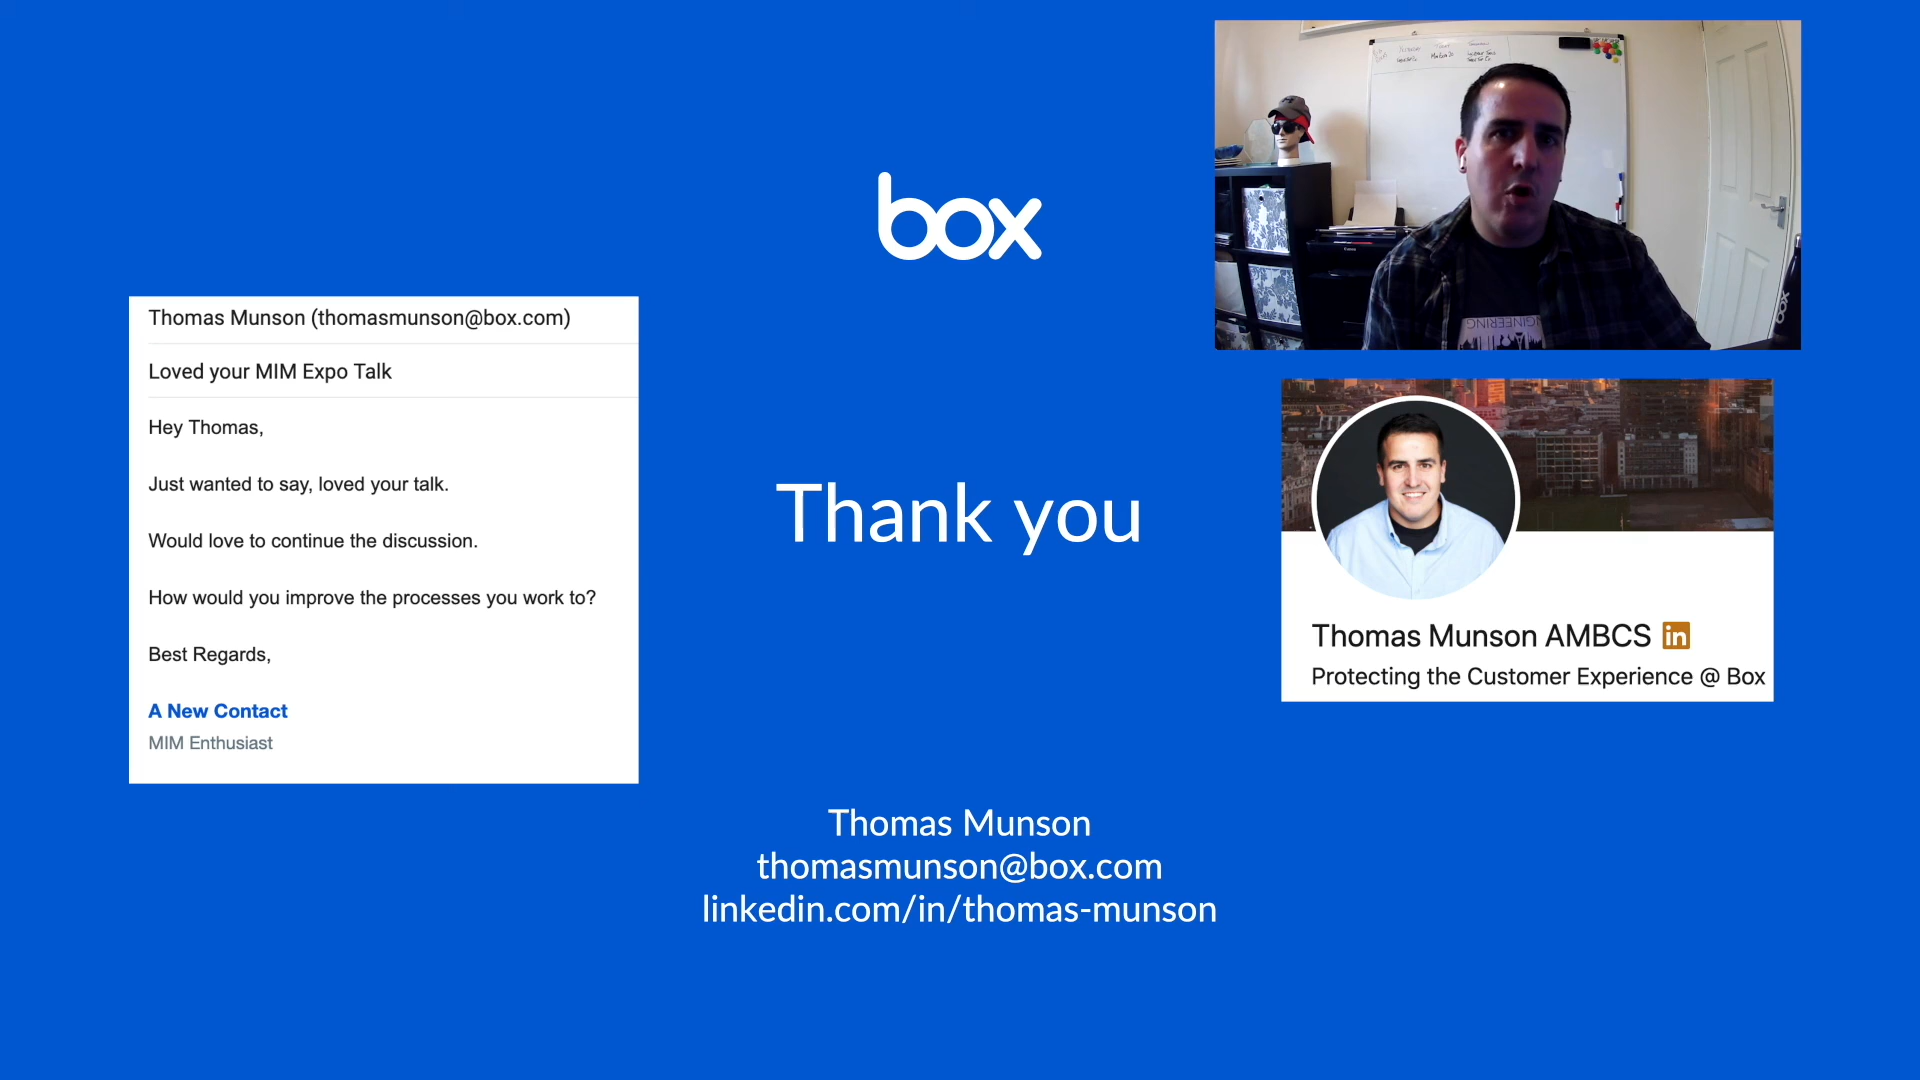 box
Thomas Munson (thomasmunson@box.com)
Loved your MIM Expo Talk
Hey Thomas,
Just wanted to say, loved your talk.
Would love to continue the discussion.
How would you improve the processes you work to?
Best Regards,
A New Contact
MIM Enthusiast
Thank you
Thomas Munson
thomasmunson@box.com
linkedin.com/in/thomas-munson
box
Thomas Munson AMBCS in
Protecting the Customer Experience @ Box